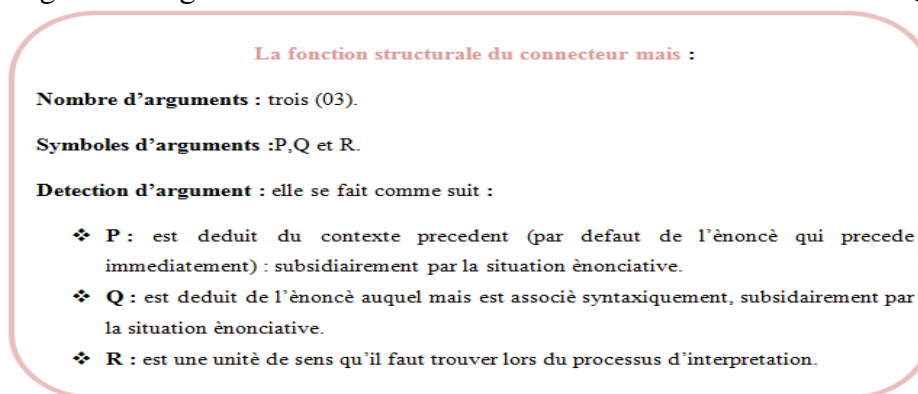 La fonction structurale du connecteur mais :
Nombre d'arguments : trois (03).
Symboles d'arguments :P,Q et R.
Detection d'argument : elle se fait comme suit :
❖ P : est deduit du contexte precedent (par defaut de l'ènoncè qui precede
immediatement) : subsidiairement par la situation ènonciative.
❖ Q : est deduit de l'ènoncè auquel mais est associè syntaxiquement, subsidairement par
la situation ènonciative.
❖ R : est une unitè de sens qu'il faut trouver lors du processus d'interpretation.